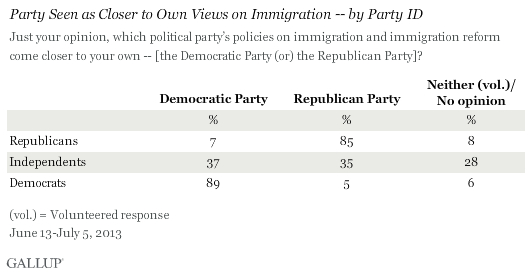 Party Seen as Closer to Own Views on Immigration -- by Party ID
Just your opinion, which political party's policies on immigration and immigration reform
come closer to your own -- [the Democratic Party (or) the Republican Party]?
Neither (vol.)/
Democratic Party Republican Party No opinion
% % %
Republicans 7 85 8
Independents 37 35 28
Democrats 89 5 6
(vol.) = Volunteered response
June 13-July 5, 2013
GALLUP®